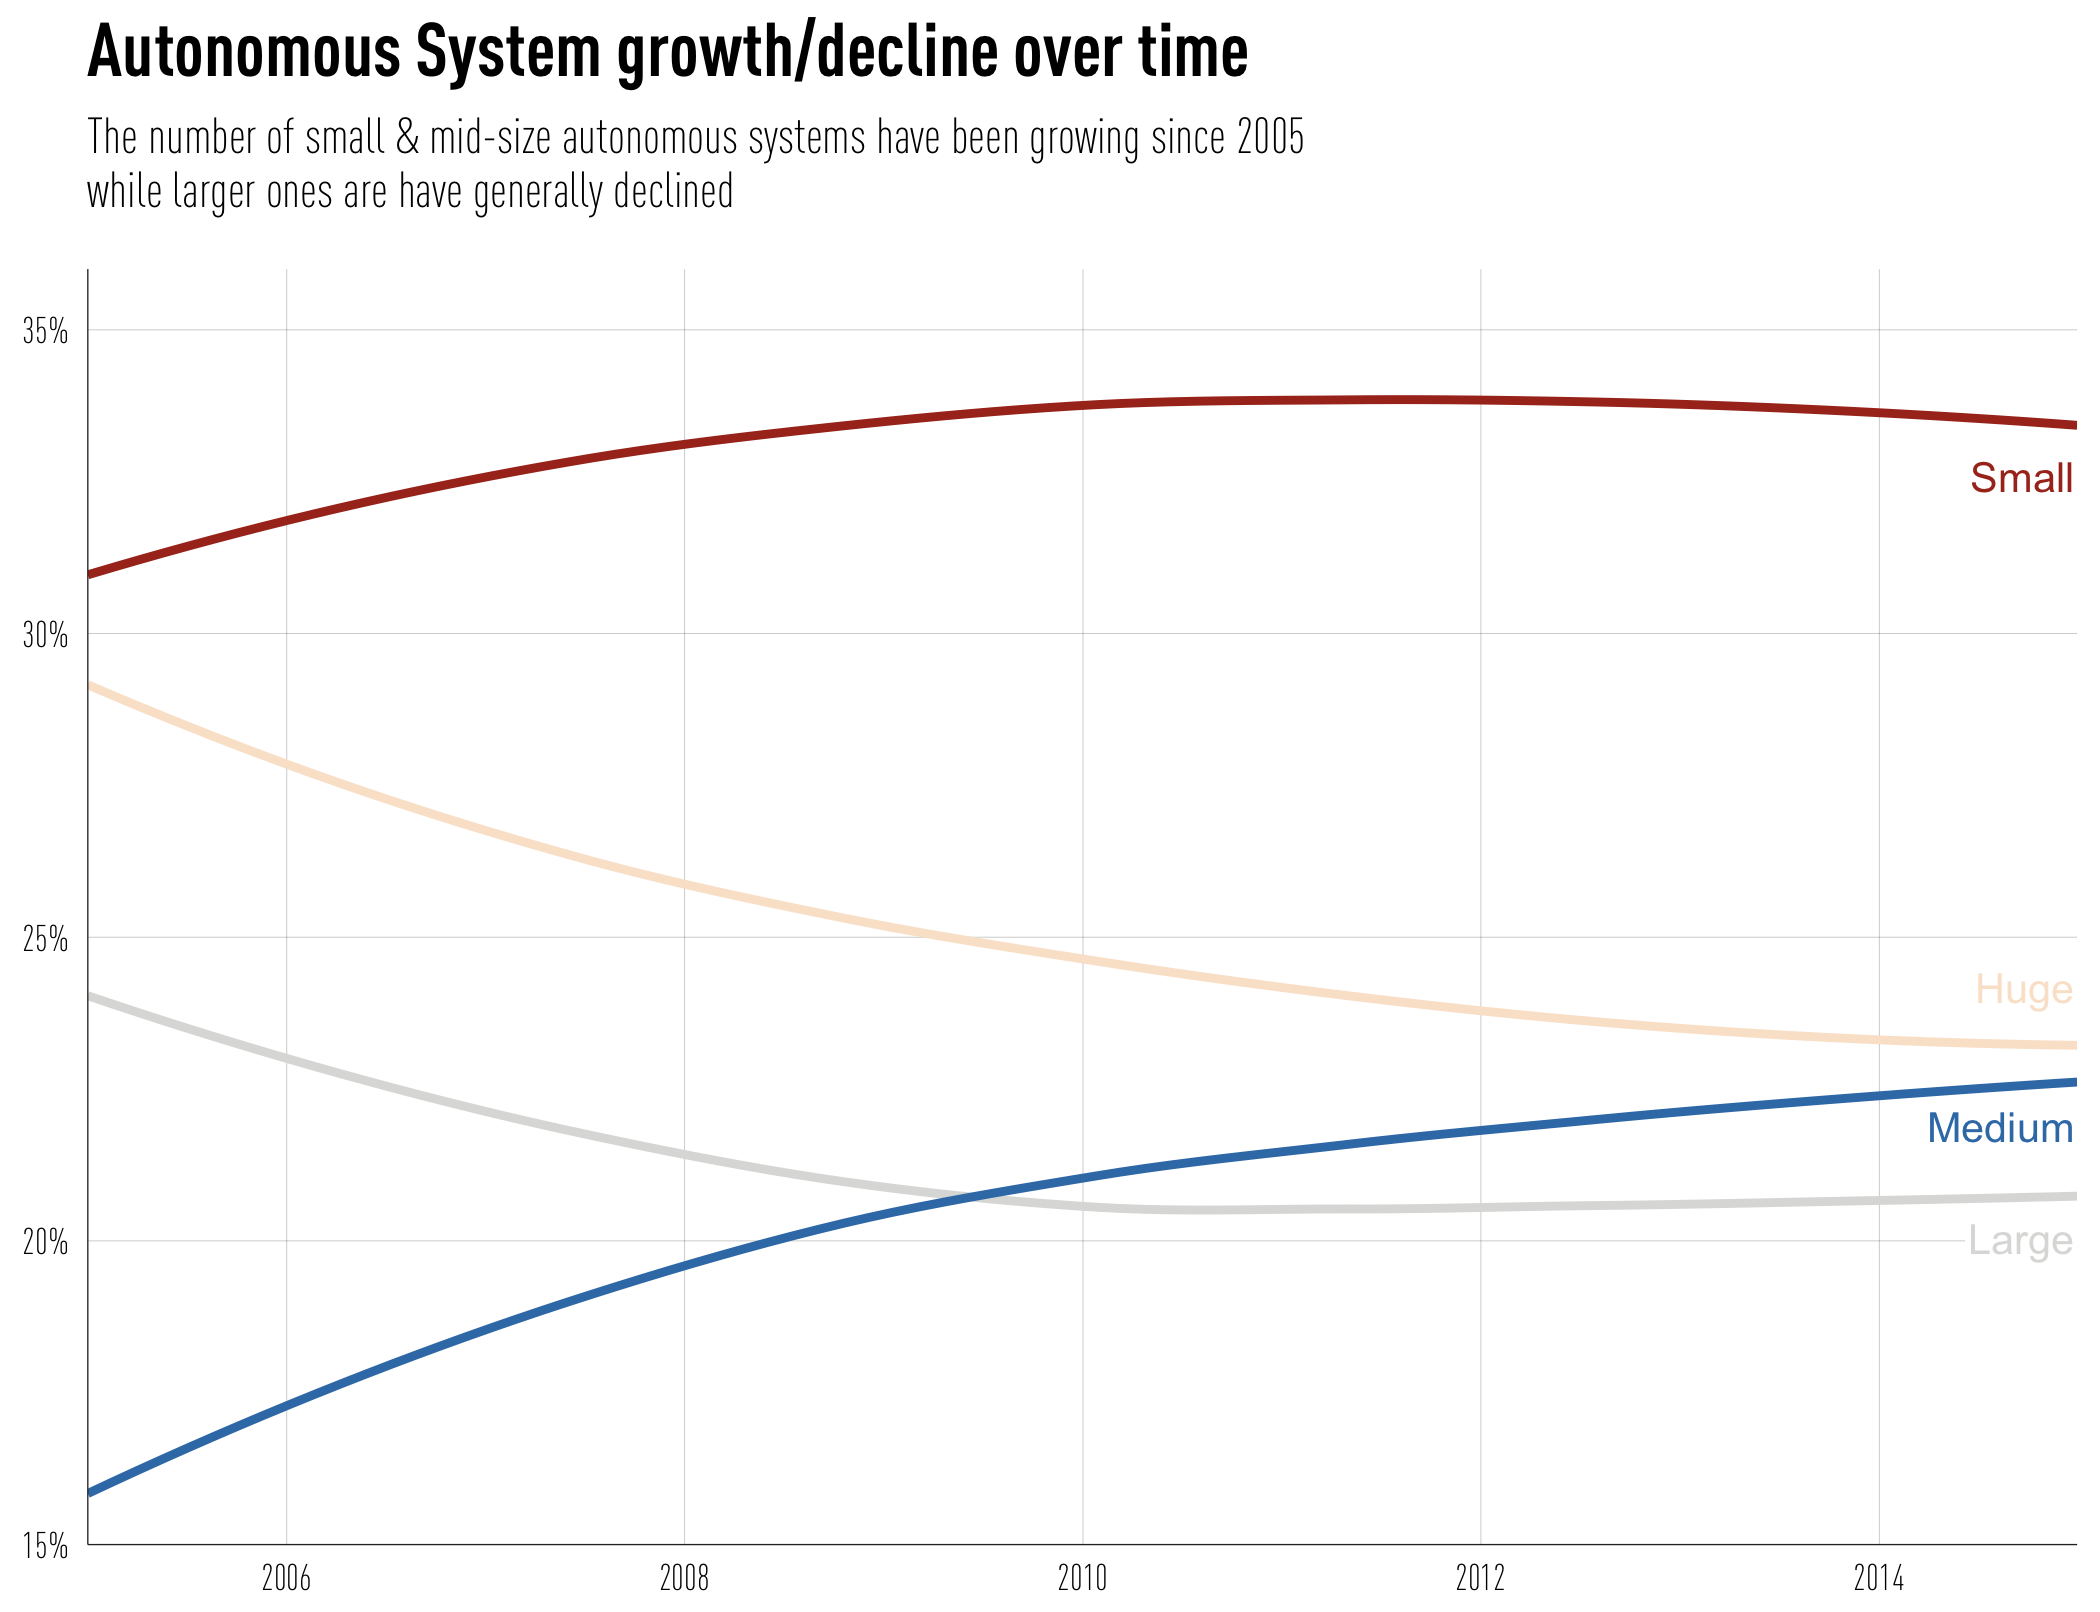 Autonomous System growth/decline over time
The number of small & mid-size autonomous systems have been growing since 2005
while larger ones are have generally declined
35%
Small
30%
25%
Huge
Medium
20%
Large
15%
2006
2008
2010
2012
2014